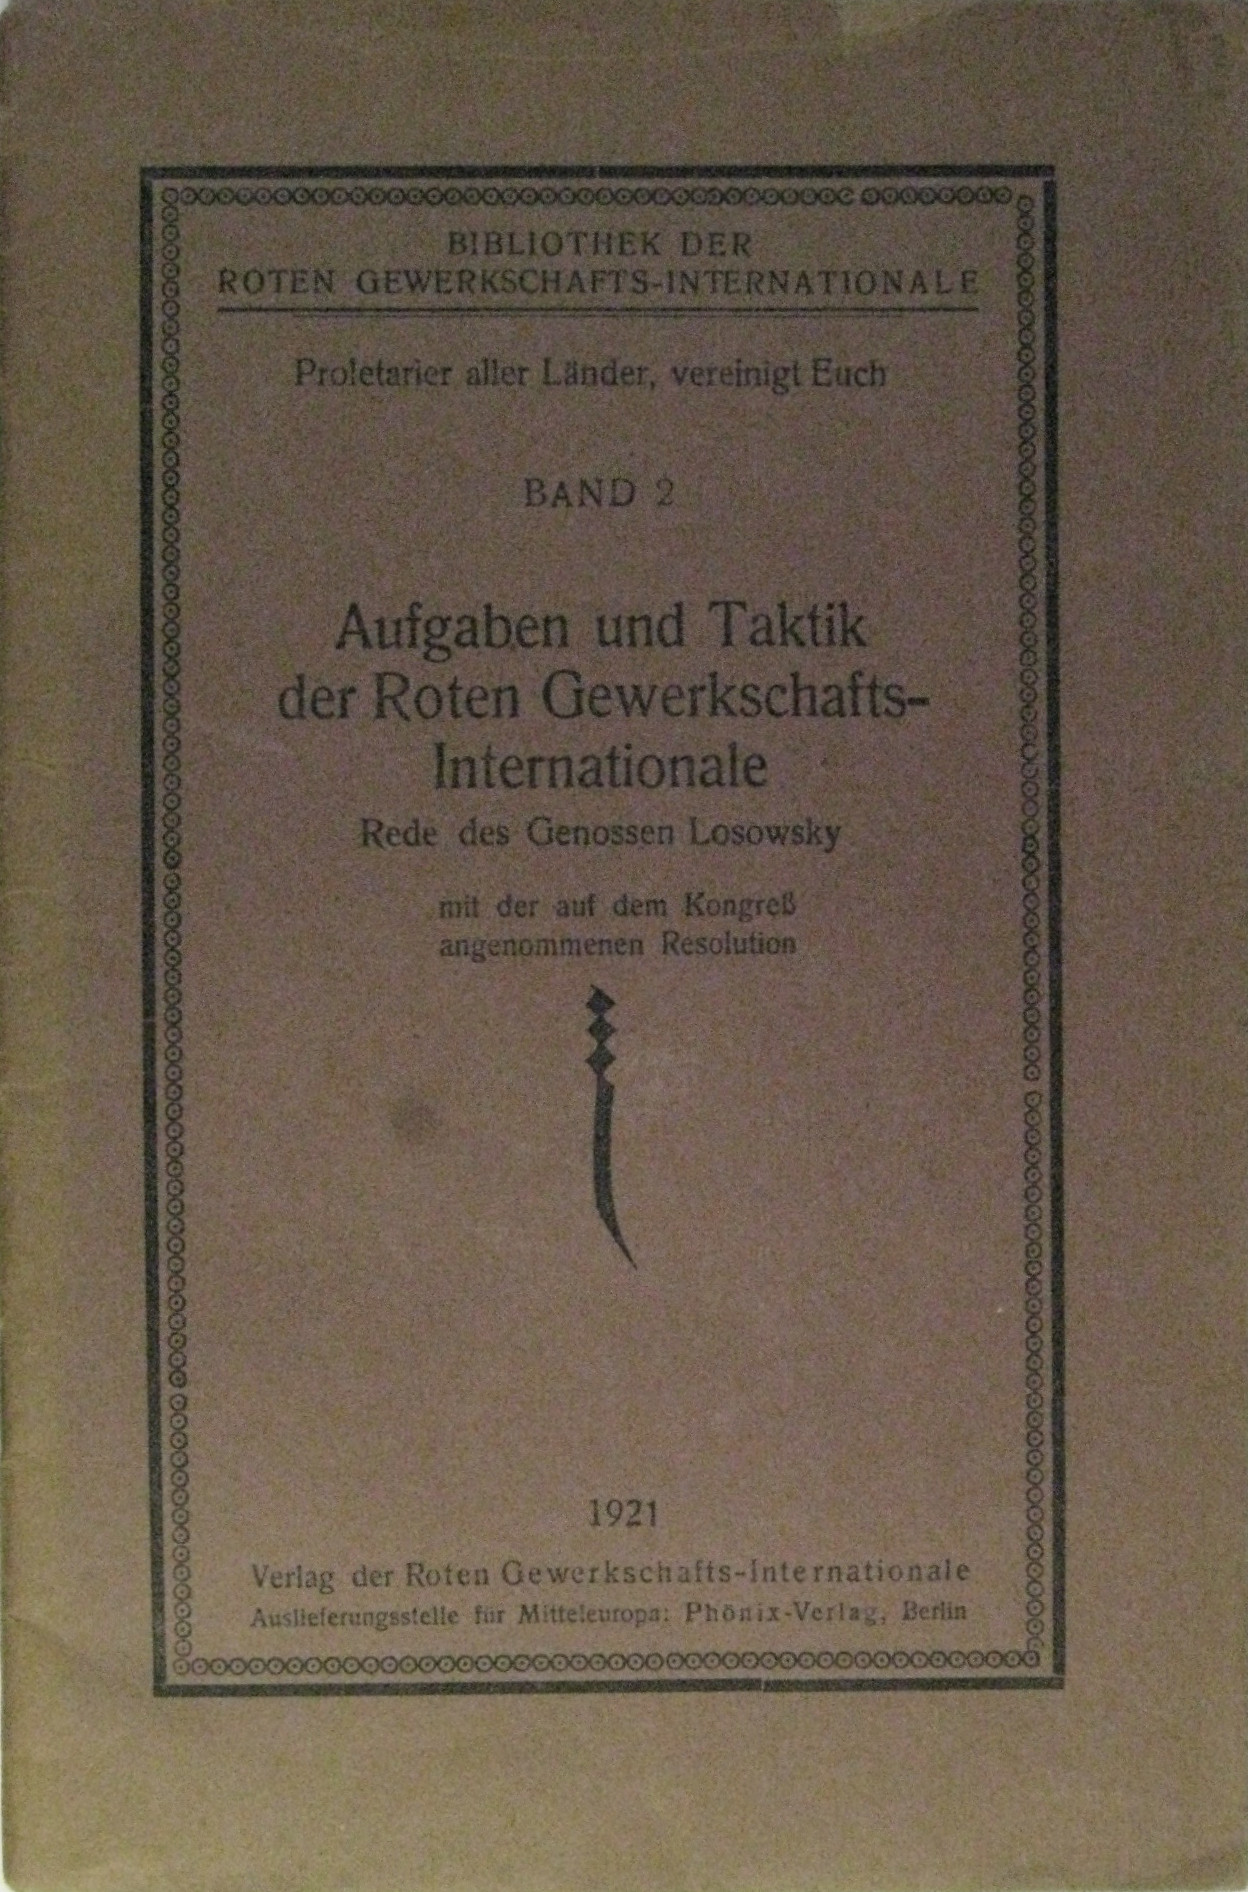 BIBLIOTHEK DER
ROTEN GEWERKSCHAFTS-INTERNATIONALE
Proletarier aller Länder, vereinigt Euch
BAND 2
Aufgaben und Taktik
der Roten Gewerkschafts-
Internationale
Rede des Genossen Losowsky
mit der auf dem Kongreß
angenommenen Resolution
1921
Verlag der Roten Gewerkschafts-Internationale
Auslieferungsstelle für Mitteleuropa: Phönix-Verlag, Berlin